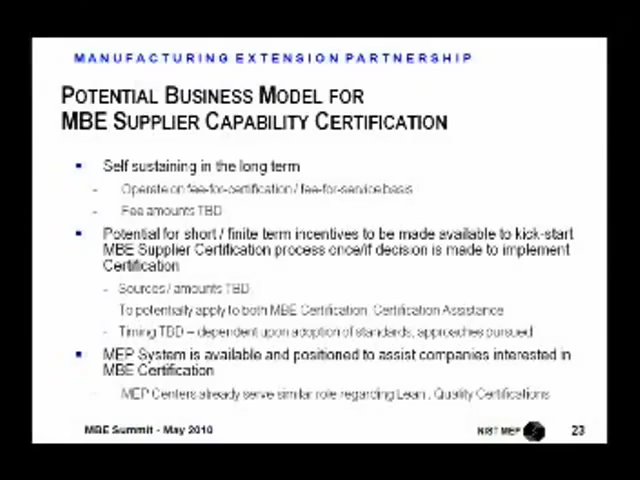 MANUFACTURING EXTENSION PARTNERSHIP
POTENTIAL BUSINESS MODEL FOR
MBE SUPPLIER CAPABILITY CERTIFICATION
▪ Self sustaining in the long term
- Operate on fee-for-certification / fee-for-service basis
- Fee amounts TBD
▪ Potential for short / finite term incentives to be made available to kick-start
MBE Supplier Certification process once/if decision is made to implement
Certification
- Sources / amounts TBD
To potentially apply to both MBE Certification, Certification Assistance
- Timing TBD – dependent upon adoption of standards, approaches pursued
▪ MEP System is available and positioned to assist companies interested in
MBE Certification
- MEP Centers already serve similar role regarding Lean, Quality Certifications
MBE Summit - May 2010
NIST MEP
23